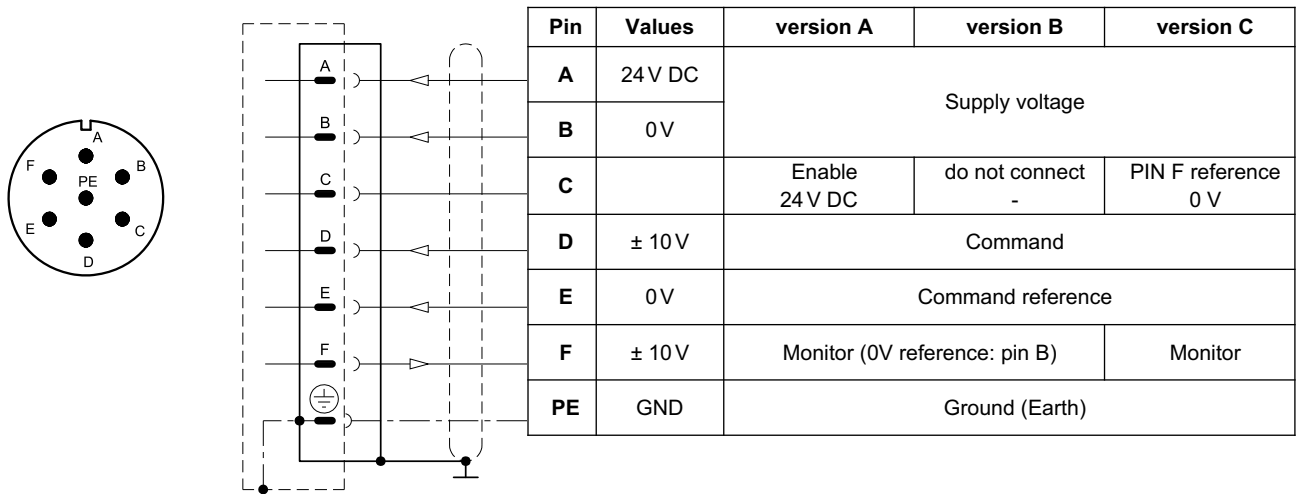 A
F
B
PE
E
C
D
A
B
C
D
E
F
Pin Values version A version B version C
A 24 V DC
Supply voltage
B 0 V
C Enable do not connect PIN F reference
24 V DC - 0 V
D ± 10 V Command
E 0 V Command reference
F ± 10 V Monitor (0V reference: pin B) Monitor
PE GND Ground (Earth)